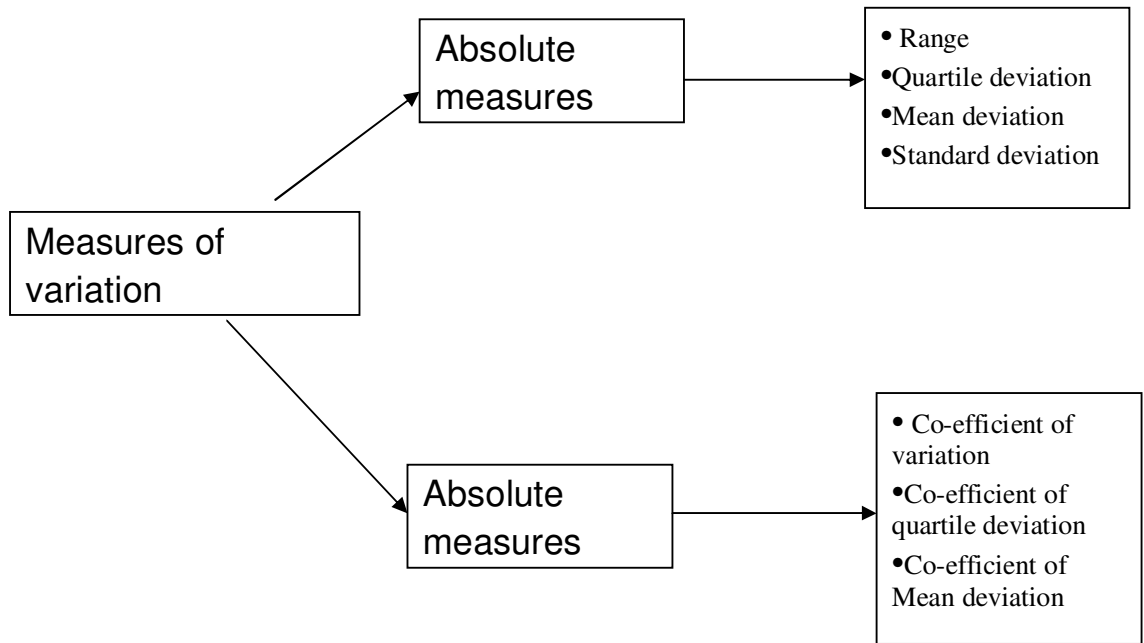 Absolute
measures
• Range
•Quartile deviation
•Mean deviation
•Standard deviation
Measures of
variation
Absolute
measures
• Co-efficient of
variation
•Co-efficient of
quartile deviation
•Co-efficient of
Mean deviation